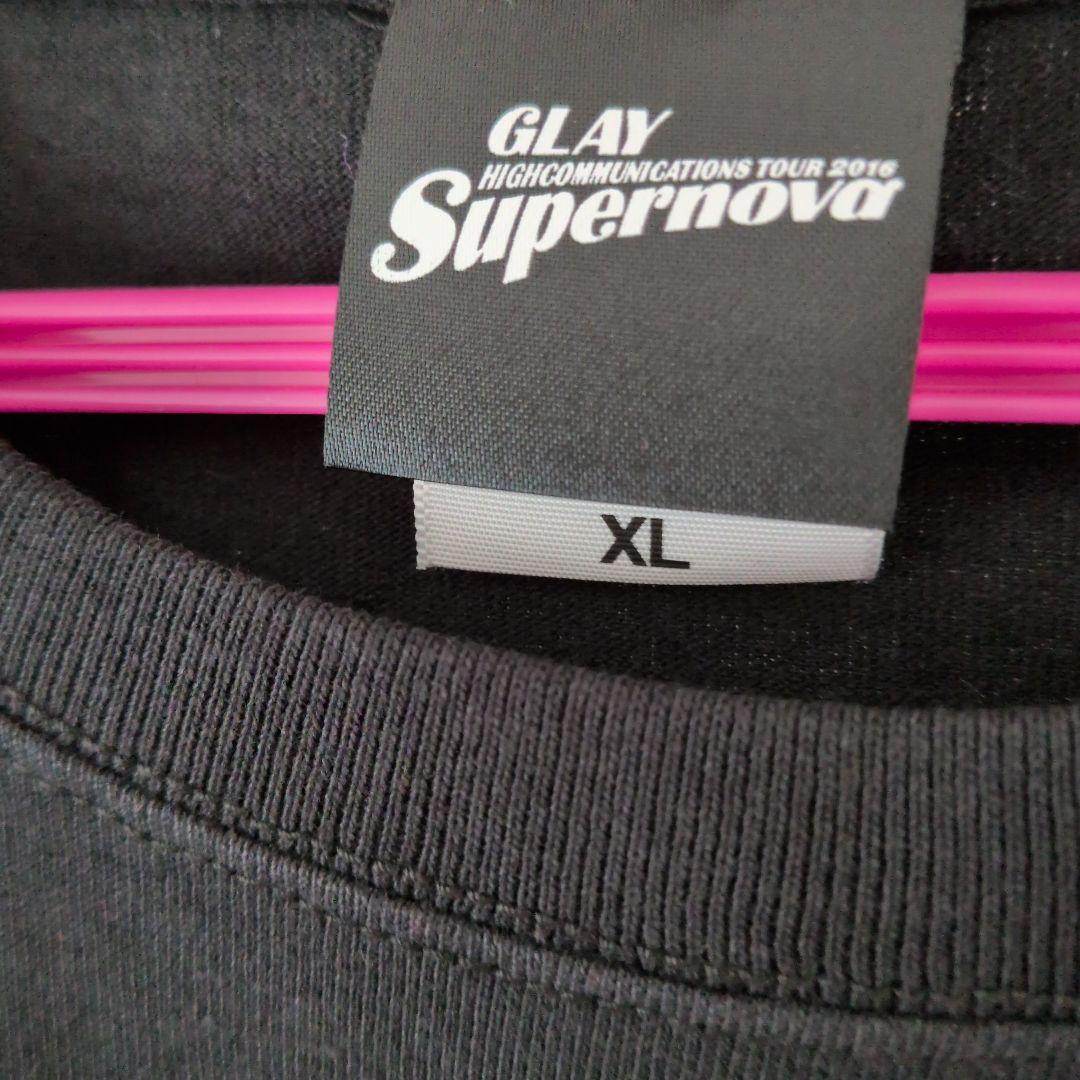 GLAY
HIGHCOMMUNICATIONS TOUR 2016
Supernova
XL